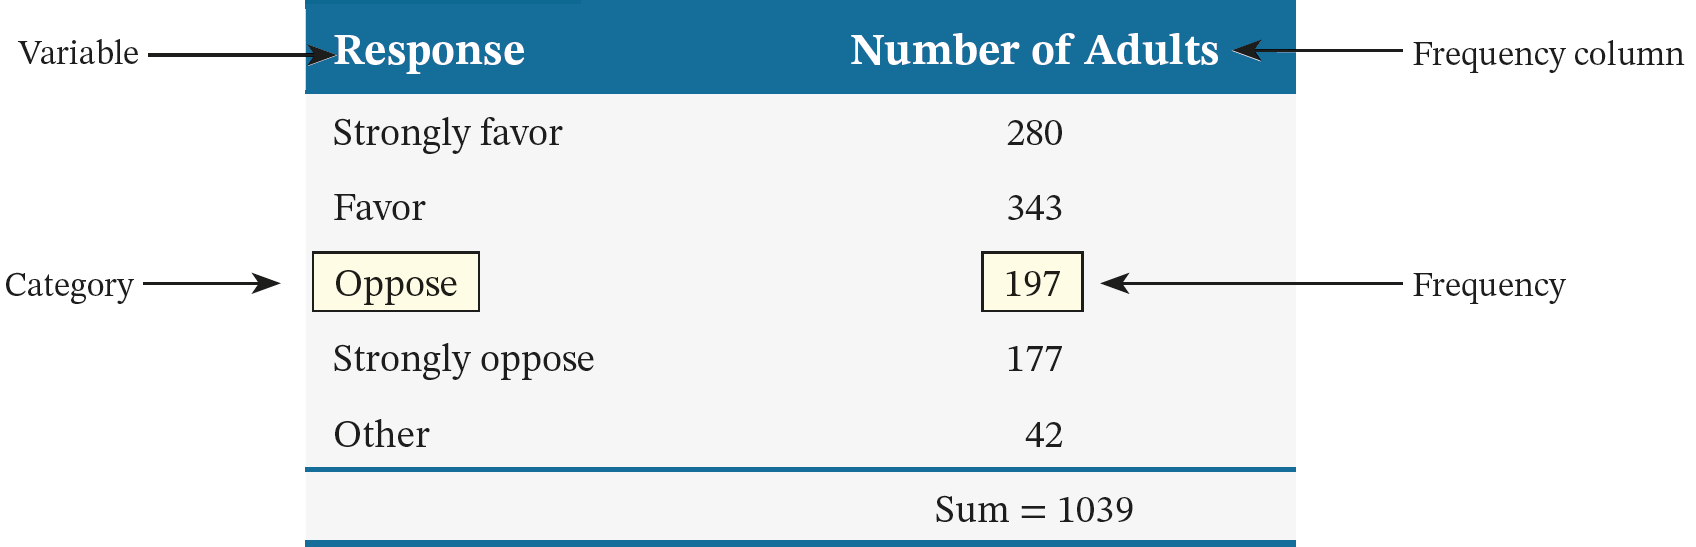 Variable Response Number of Adults Frequency column
Strongly favor 280
Favor 343
Category Oppose 197 Frequency
Strongly oppose 177
Other 42
Sum = 1039